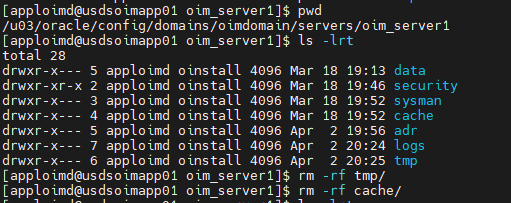 [apploimd@usdsoimapp01 oim_server1]$ pwd
/u03/oracle/config/domains/oimdomain/servers/oim_server1
[apploimd@usdsoimapp01 oim_server1]$ ls -lrt
total 28
drwxr-x--- 5 apploimd oinstall 4096 Mar 18 19:13 data
drwxr-xr-x 2 apploimd oinstall 4096 Mar 18 19:46 security
drwxr-x--- 3 apploimd oinstall 4096 Mar 18 19:52 sysman
drwxr-x--- 4 apploimd oinstall 4096 Mar 18 19:52 cache
drwxr-x--- 5 apploimd oinstall 4096 Apr  2 19:56 adr
drwxr-x--- 7 apploimd oinstall 4096 Apr  2 20:24 logs
drwxr-x--- 6 apploimd oinstall 4096 Apr  2 20:25 tmp
[apploimd@usdsoimapp01 oim_server1]$ rm -rf tmp/
[apploimd@usdsoimapp01 oim_server1]$ rm -rf cache/